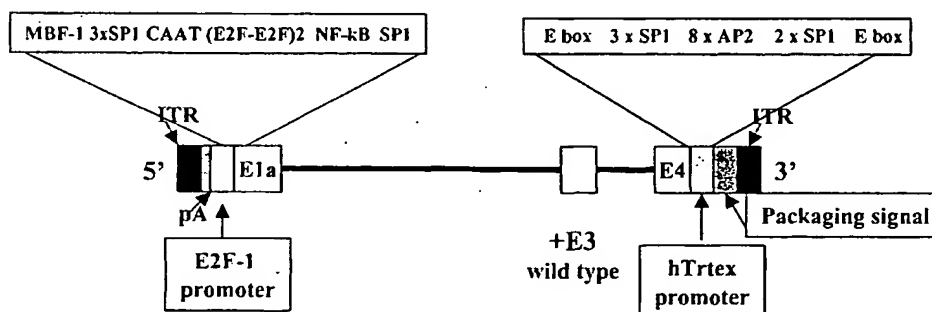 MBF-1 3xSP1 CAAT (E2F-E2F)2 NF-kB SP1
E box 3 x SP1 8 x AP2 2 x SP1 E box
ITR
ITR
5'
E1a
E4
3'
pA
Packaging signal
E2F-1
promoter
+E3
wild type
hTrtex
promoter